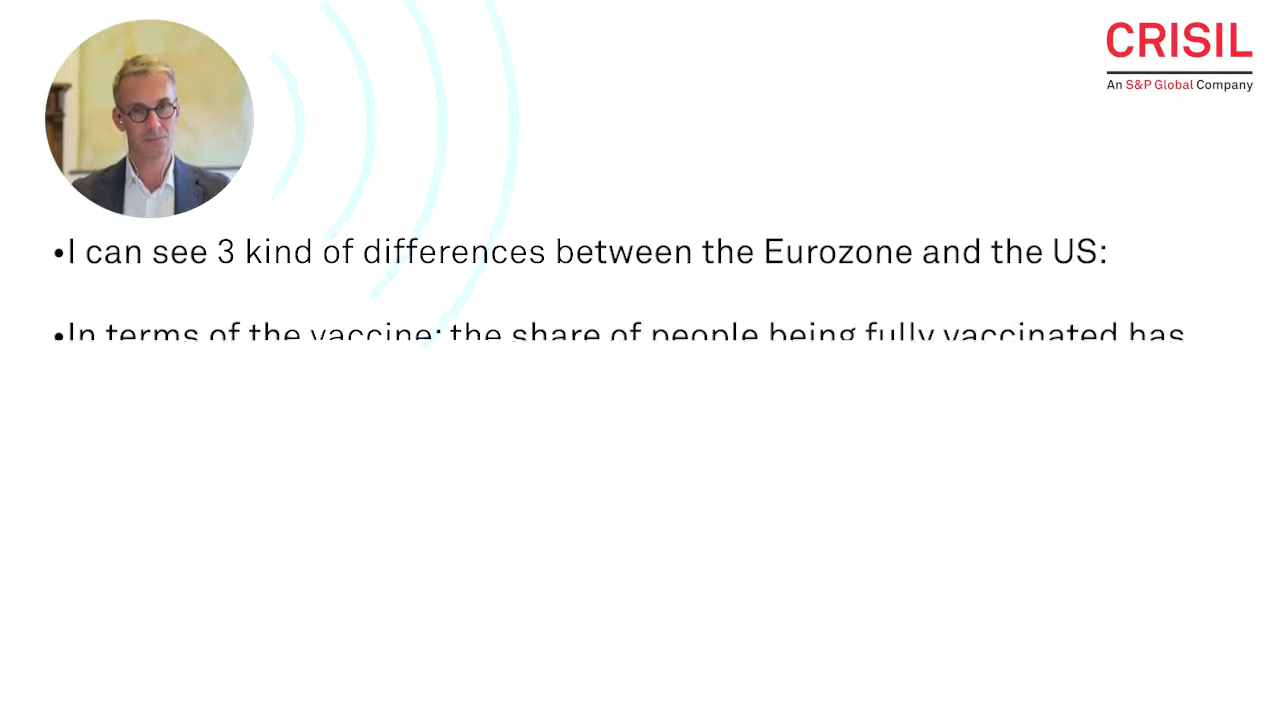 CRISIL
An S&P Global Company
•I can see 3 kind of differences between the Eurozone and the US:
•In terms of the vaccine: the share of people being fully vaccinated has